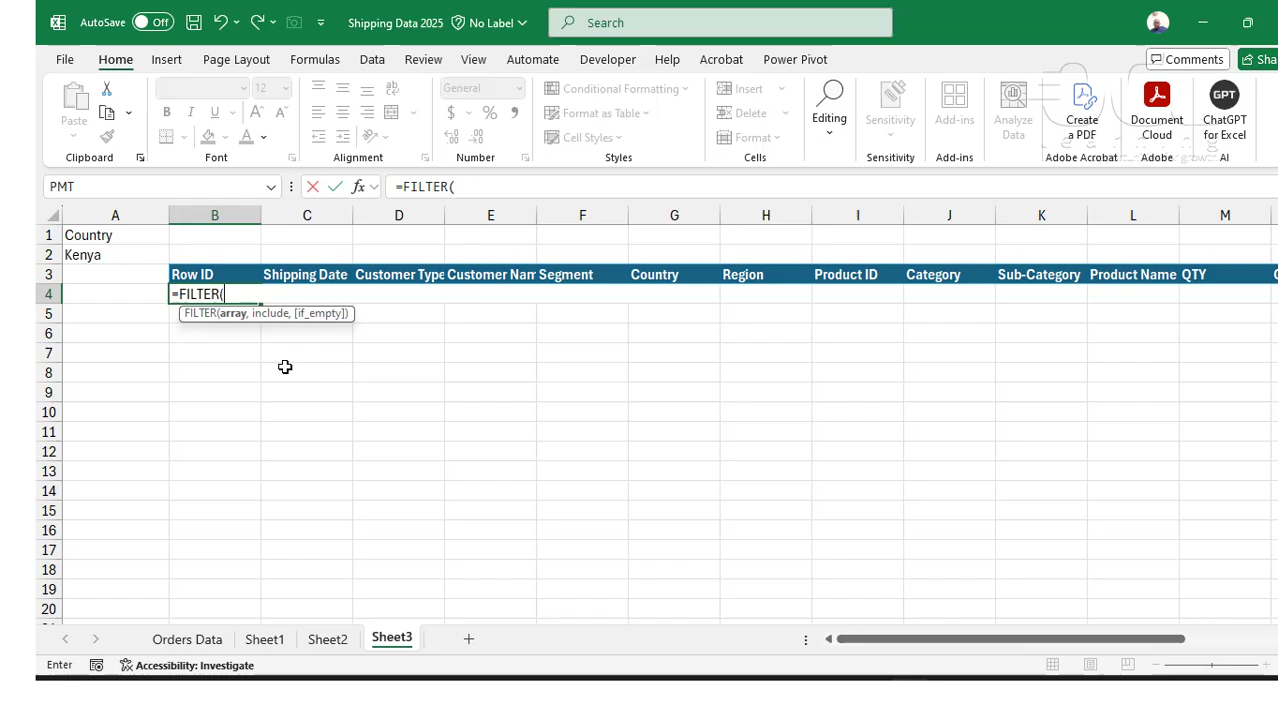 AutoSave Off Shipping Data 2025 No Label Search
File Home Insert Page Layout Formulas Data Review View Automate Developer Help Acrobat Power Pivot Comments Sha
12 General Conditional Formatting Insert
Paste B I U A A $ % Format as Table Delete Editing Sensitivity Add-ins Analyze Data Create a PDF Document Cloud ChatGPT for Excel
A Cell Styles Format
Clipboard Font Alignment Number Styles Cells Sensitivity Add-ins Adobe Acrobat Adobe AI
PMT fx =FILTER(
A B C D E F G H I J K L M
1 Country
2 Kenya
3 Row ID Shipping Date Customer Type Customer Nam Segment Country Region Product ID Category Sub-Category Product Name QTY
4 =FILTER(
5 FILTER(array, include, [if_empty])
6
7
8
9
10
11
12
13
14
15
16
17
18
19
20
Orders Data Sheet1 Sheet2 Sheet3
Enter Accessibility: Investigate